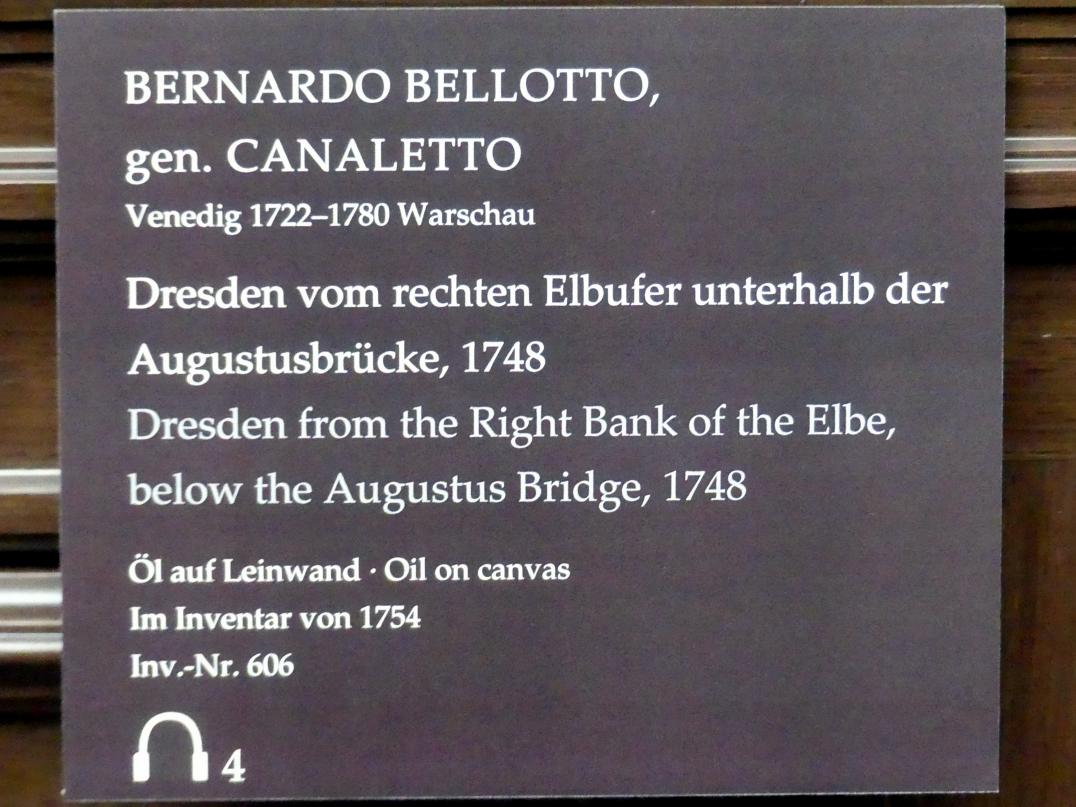 BERNARDO BELLOTTO,
gen. CANALETTO
Venedig 1722–1780 Warschau
Dresden vom rechten Elbufer unterhalb der
Augustusbrücke, 1748
Dresden from the Right Bank of the Elbe,
below the Augustus Bridge, 1748
Öl auf Leinwand · Oil on canvas
Im Inventar von 1754
Inv.-Nr. 606
4